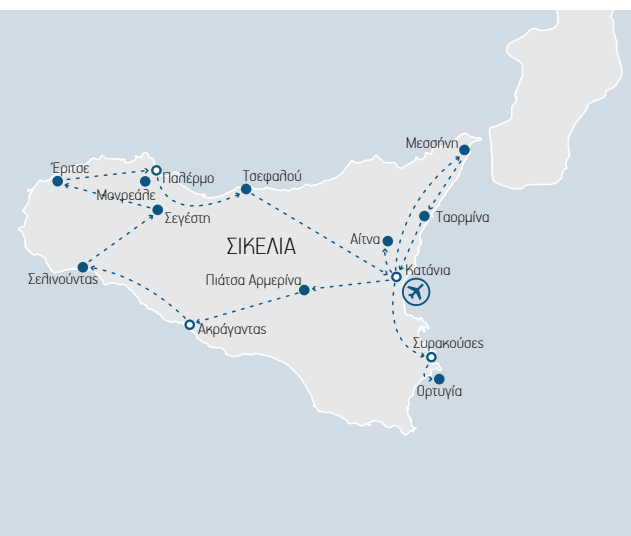 Μεσσήνη
Έριτσε
Παλέρμο
Τσεφαλού
Μονρεάλε
Σεγέστη
Ταορμίνα
ΣΙΚΕΛΙΑ
Αίτνα
Κατάνια
Σελινούντας
Πιάτσα Αρμερίνα
Ακράγαντας
Συρακούσες
Ορτυγία